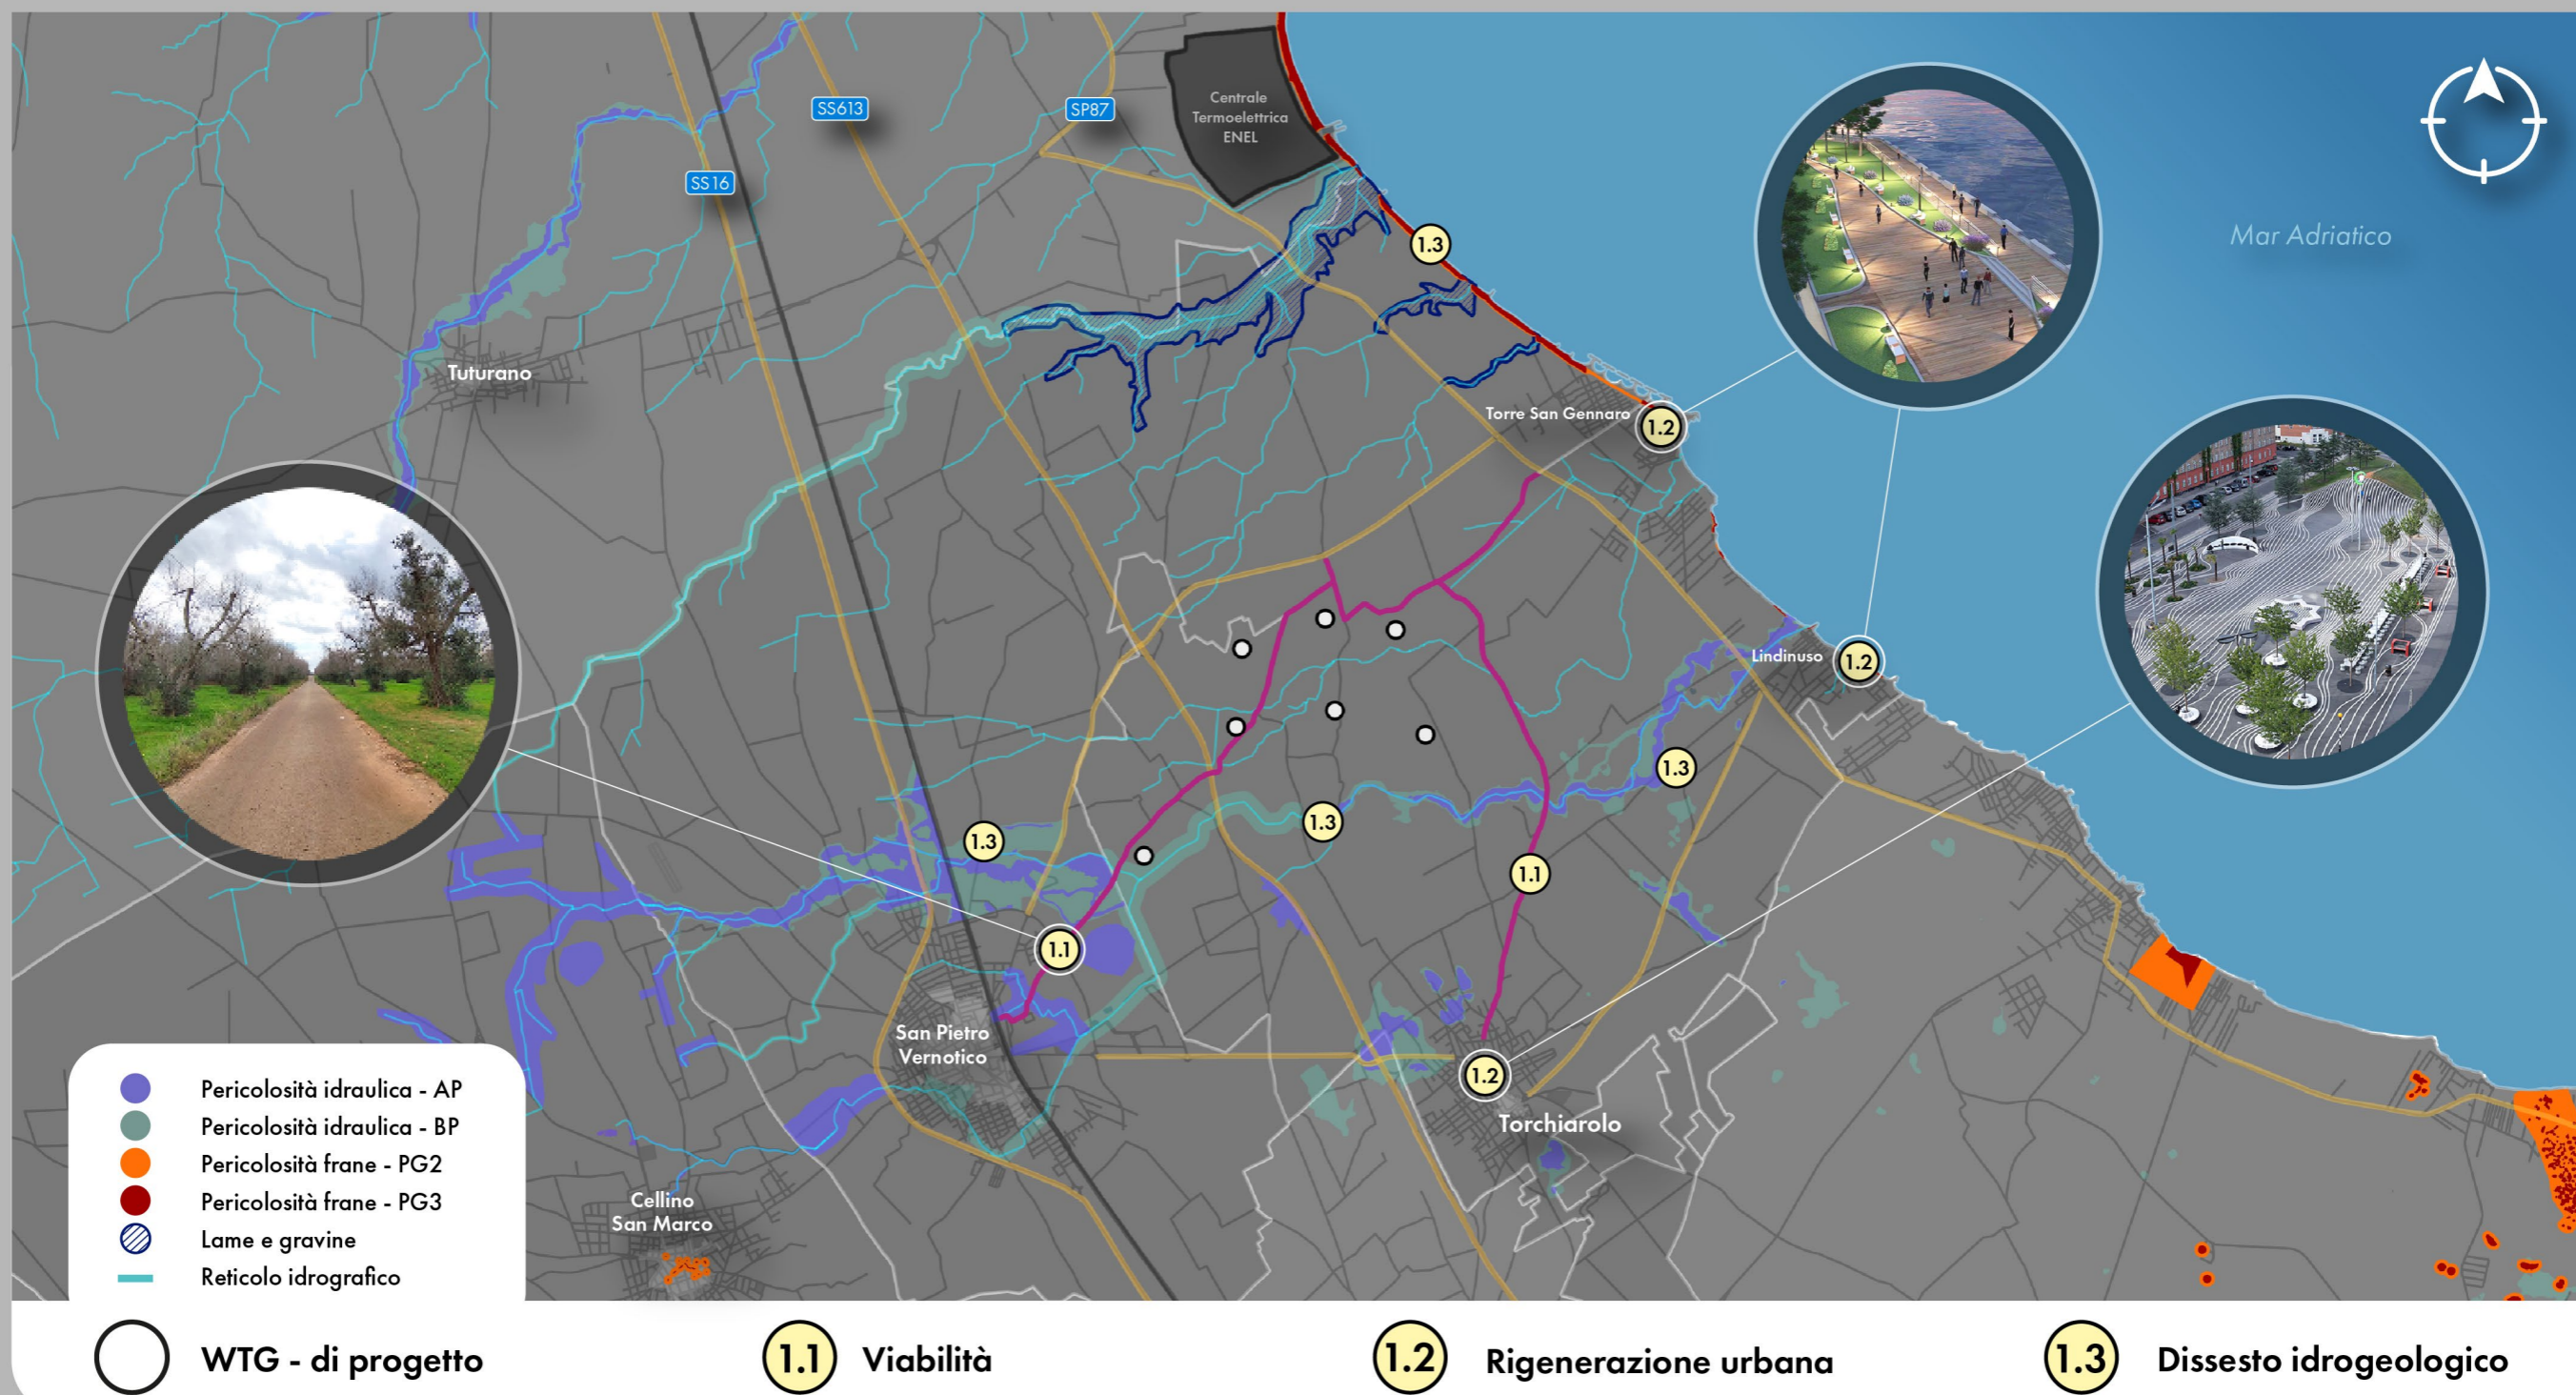 Centrale
Termoelettrica
ENEL
SS613
SP87
SS16
Mar Adriatico
1.3
Tuturano
Torre San Gennaro
1.2
Lindinuso
1.2
1.3
1.3
1.3
1.1
1.1
San Pietro
Vernotico
1.2
Torchiarolo
Cellino
San Marco
Pericolosità idraulica - AP
Pericolosità idraulica - BP
Pericolosità frane - PG2
Pericolosità frane - PG3
Lame e gravine
Reticolo idrografico
WTG - di progetto
1.1 Viabilità
1.2 Rigenerazione urbana
1.3 Dissesto idrogeologico